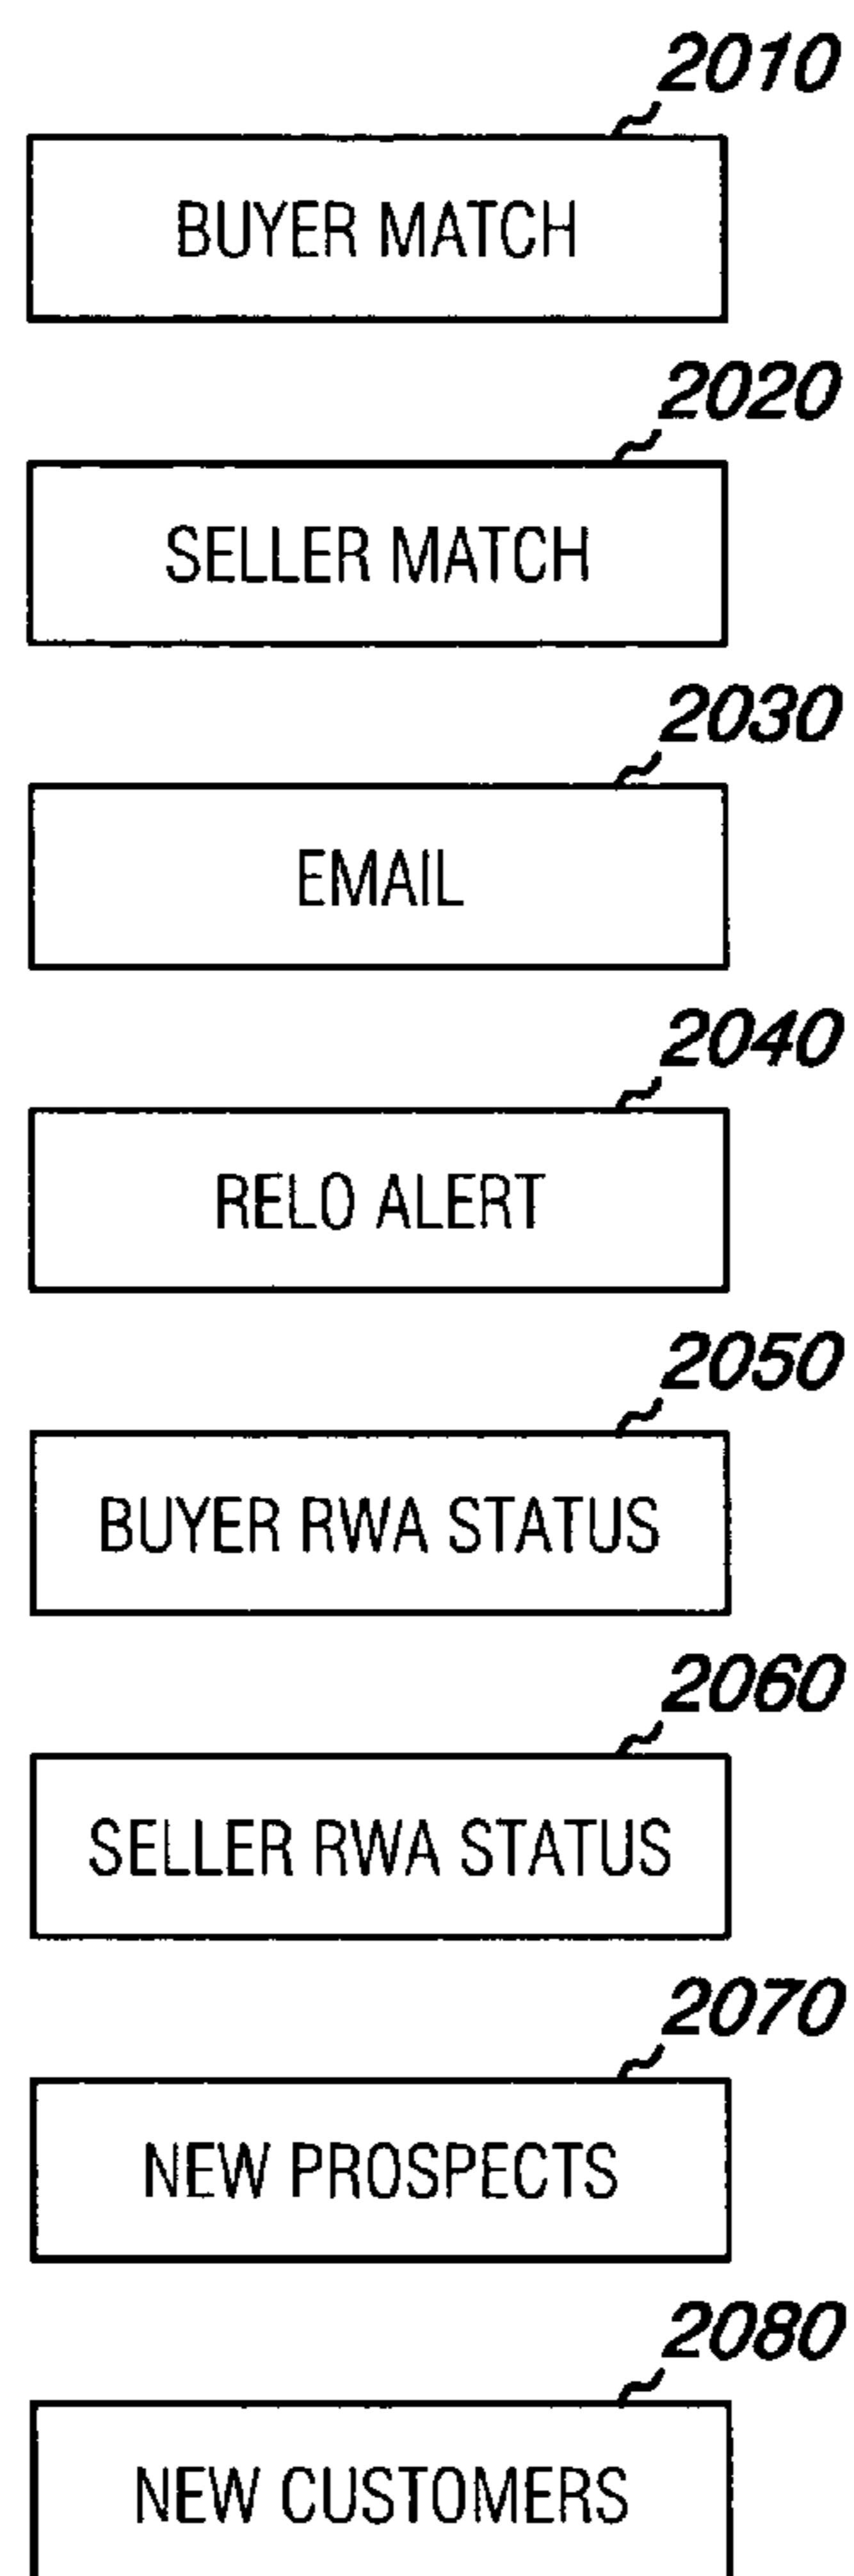 2010
BUYER MATCH
2020
SELLER MATCH
2030
EMAIL
2040
RELO ALERT
2050
BUYER RWA STATUS
2060
SELLER RWA STATUS
2070
NEW PROSPECTS
2080
NEW CUSTOMERS